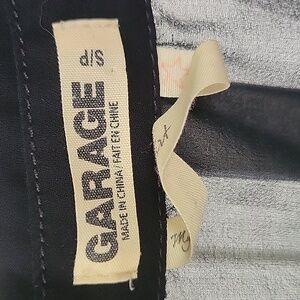 S/P
GARAGE
MADE IN CHINA / FAIT EN CHINE
M